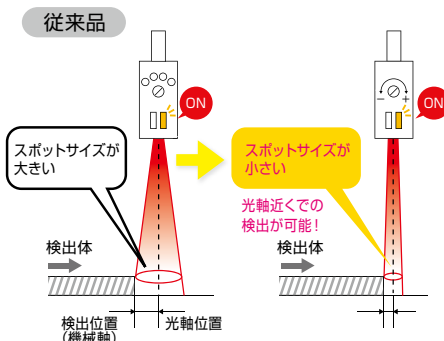 従来品
ON
スポットサイズが
大きい
検出体
検出位置
(機械軸)
光軸位置
− +
ON
スポットサイズが
小さい
光軸近くでの
検出が可能!
検出体